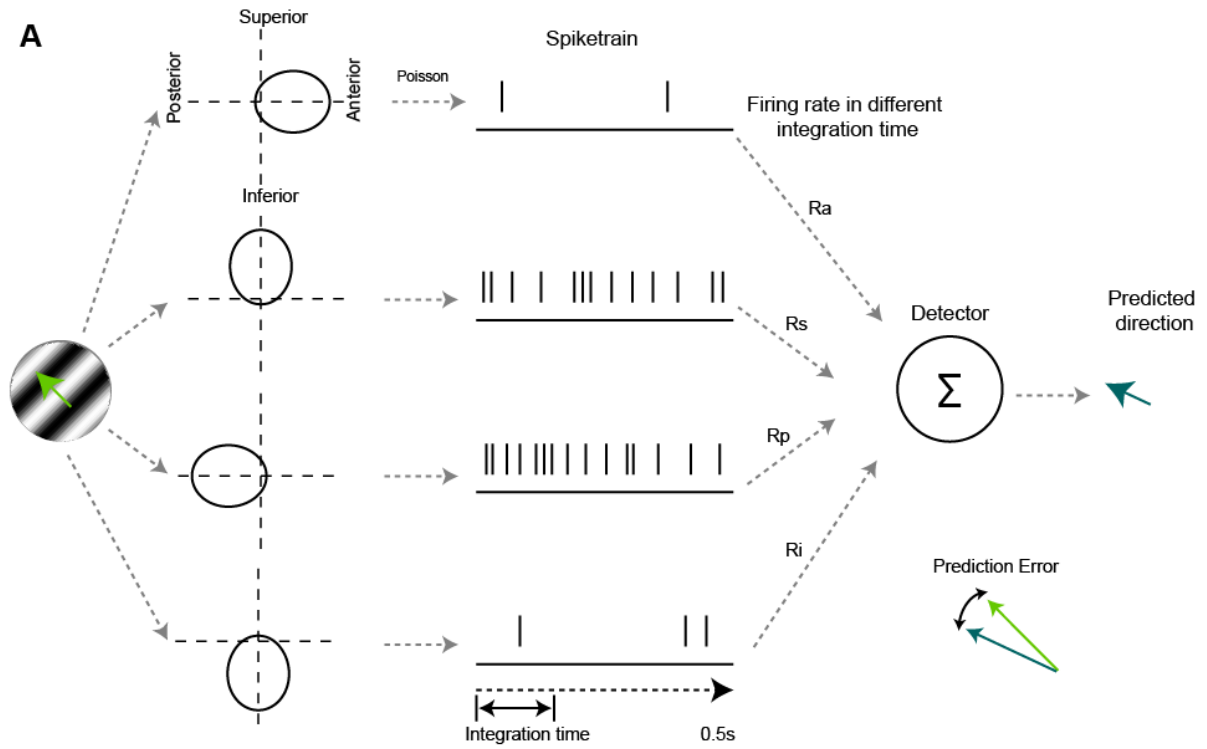 A
Superior
Posterior
Anterior
Inferior
Poisson
Spiketrain
Firing rate in different
integration time
Ra
Rs
Rp
Ri
Detector
Σ
Predicted
direction
Prediction Error
Integration time
0.5s